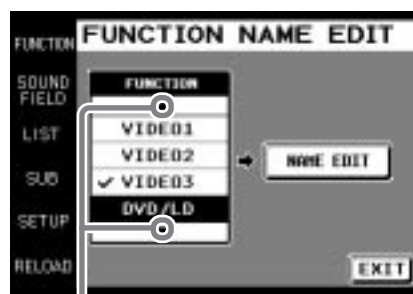 FUNCTION NAME EDIT
FUNCTION
SOUND FIELD
LIST
SUB
SETUP
RELOAD
FUNCTION
VIDEO1
VIDEO2
✓ VIDEO3
DVD/LD
NAME EDIT
EXIT